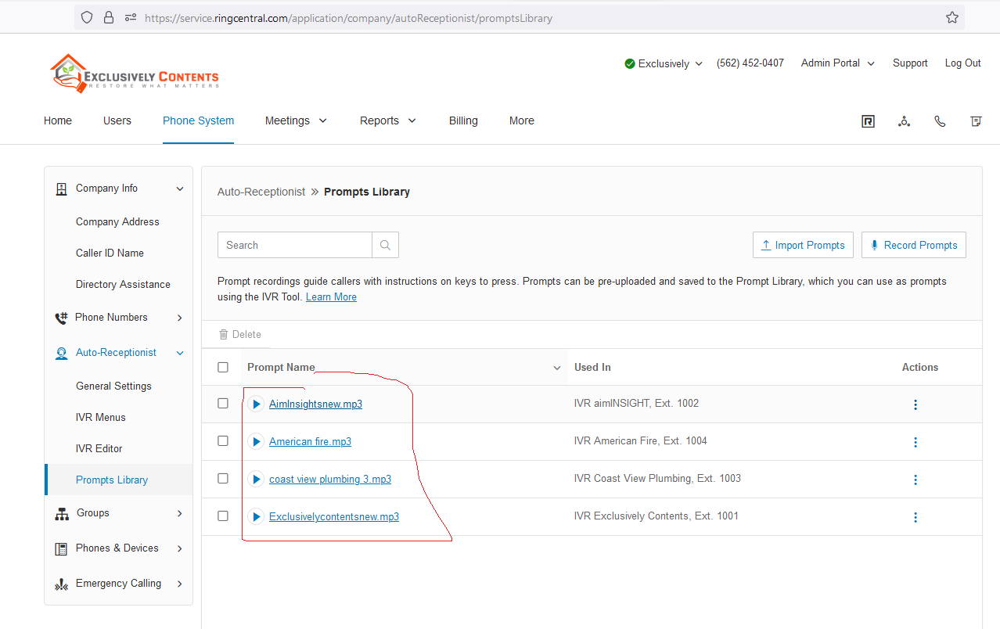 https://service.ringcentral.com/application/company/autoReceptionist/promptsLibrary
EXCLUSIVELY CONTENTS
RESTORE WHAT MATTERS
Exclusively (562) 452-0407 Admin Portal Support Log Out
Home Users Phone System Meetings Reports Billing More
Company Info
Company Address
Caller ID Name
Directory Assistance
Phone Numbers
Auto-Receptionist
General Settings
IVR Menus
IVR Editor
Prompts Library
Groups
Phones & Devices
Emergency Calling
Auto-Receptionist » Prompts Library
Search
Import Prompts Record Prompts
Prompt recordings guide callers with instructions on keys to press. Prompts can be pre-uploaded and saved to the Prompt Library, which you can use as prompts
using the IVR Tool. Learn More
Delete
Prompt Name Used In Actions
AimInsightsnew.mp3 IVR aimINSIGHT, Ext. 1002
American fire.mp3 IVR American Fire, Ext. 1004
coast view plumbing 3.mp3 IVR Coast View Plumbing, Ext. 1003
Exclusivelycontentsnew.mp3 IVR Exclusively Contents, Ext. 1001